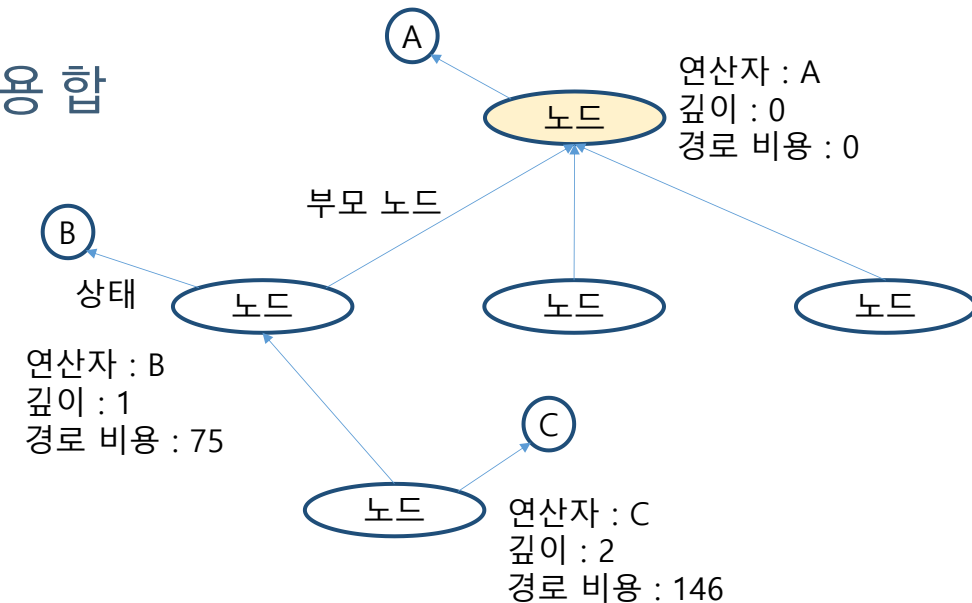 A
용 합
노드
연산자 : A
깊이 : 0
경로 비용 : 0
부모 노드
B
상태
노드
노드
노드
연산자 : B
깊이 : 1
경로 비용 : 75
C
노드
연산자 : C
깊이 : 2
경로 비용 : 146